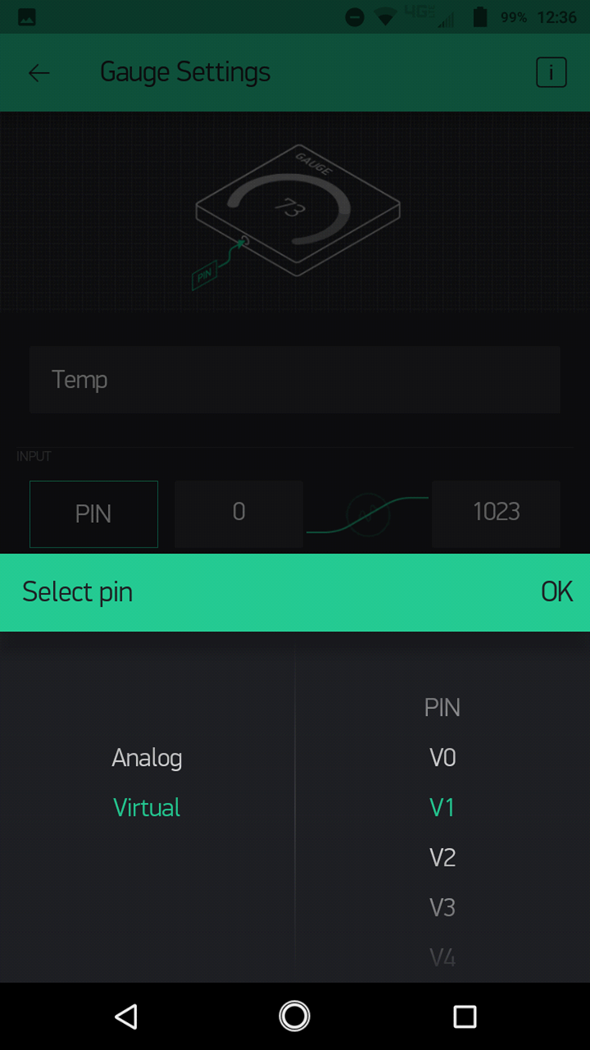 4G 99% 12:36
Gauge Settings i
GAUGE
73
PIN
Temp
INPUT
PIN 0 1023
Select pin OK
PIN
Analog V0
Virtual V1
V2
V3
V4